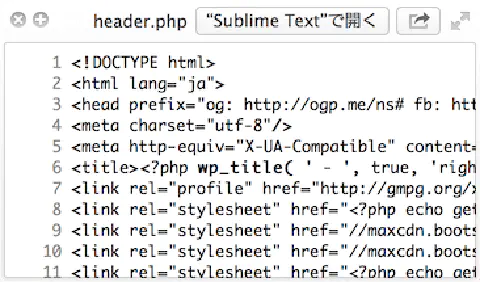 header.php "Sublime Text"で開く
1 <!DOCTYPE html>
2 <html lang="ja">
3 <head prefix="og: http://ogp.me/ns# fb: htt
4 <meta charset="utf-8"/>
5 <meta http-equiv="X-UA-Compatible" content=
6 <title><?php wp_title( ' - ', true, 'righ
7 <link rel="profile" href="http://gmpg.org/x
8 <link rel="stylesheet" href="<?php echo get
9 <link rel="stylesheet" href="//maxcdn.boots
10 <link rel="stylesheet" href="//maxcdn.boots
11 <link rel="stylesheet" href="<?php echo get